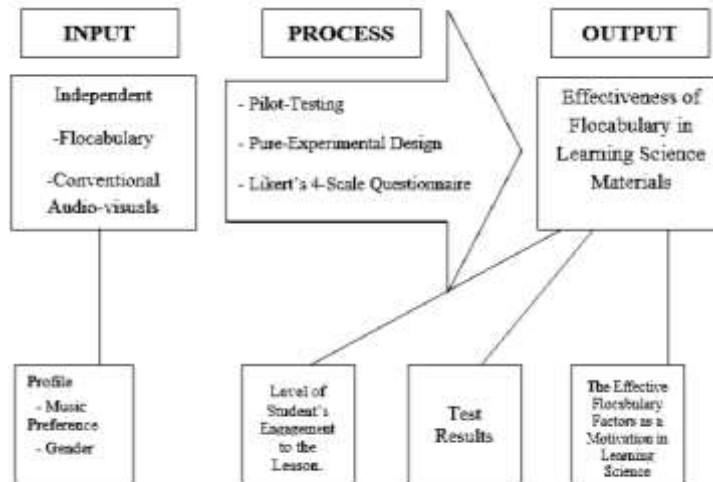 INPUT
PROCESS
OUTPUT
Independent
-Flocabulary
-Conventional
Audio-visuals
- Pilot-Testing
- Pure-Experimental Design
- Likert's 4-Scale Questionnaire
Effectiveness of
Flocabulary in
Learning Science
Materials
Profile
- Music
Preference
- Gender
Level of
Student's
Engagement
to the
Lesson.
Test
Results
The Effective
Flocabulary
Factors as a
Motivation in
Learning
Science